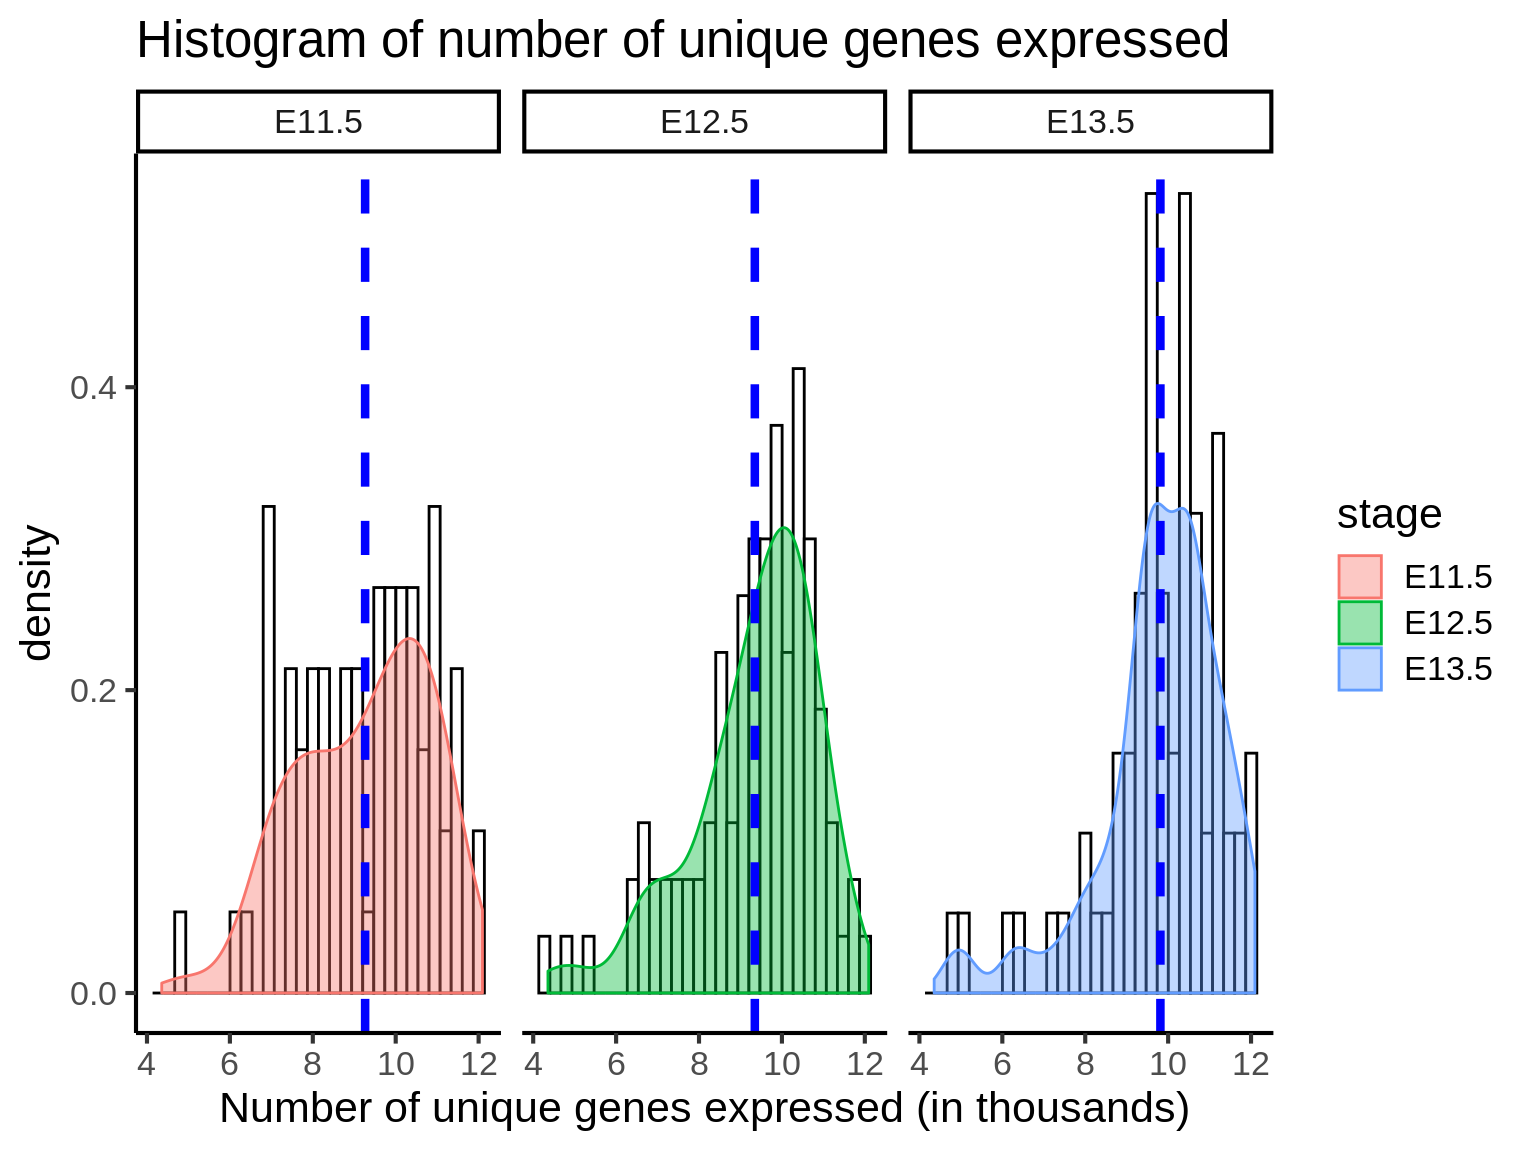 Histogram of number of unique genes expressed
E11.5 E12.5 E13.5
0.4
0.2
0.0
density
4 6 8 10 12 4 6 8 10 12 4 6 8 10 12
Number of unique genes expressed (in thousands)
stage
E11.5
E12.5
E13.5